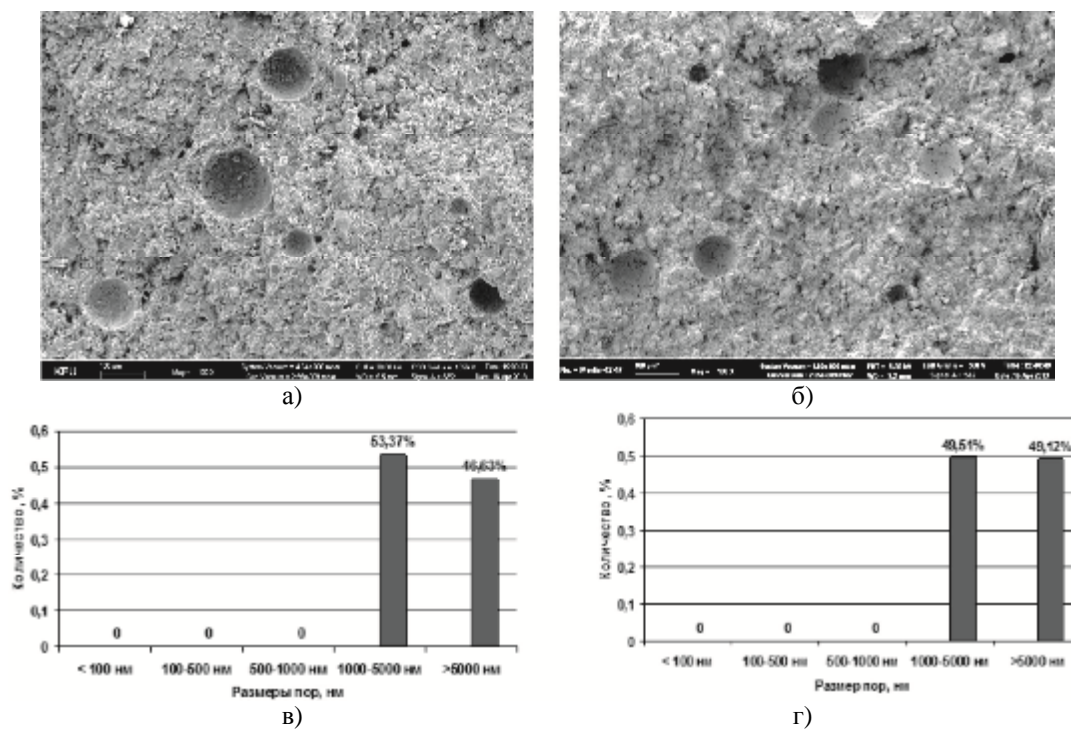 KFU
Mag =
Mag =
а)
б)
0,6
0,5
0,4
0,3
0,2
0,1
0
Количество, %
53,37%
46,63%
0
0
0
< 100 нм
100-500 нм
500-1000 нм
1000-5000 нм
>5000 нм
Размеры пор, нм
в)
0,6
0,5
0,4
0,3
0,2
0,1
0
Количество, %
49,51%
49,12%
0
0
0
< 100 нм
100-500 нм
500-1000 нм
1000-5000 нм
>5000 нм
Размер пор, нм
г)